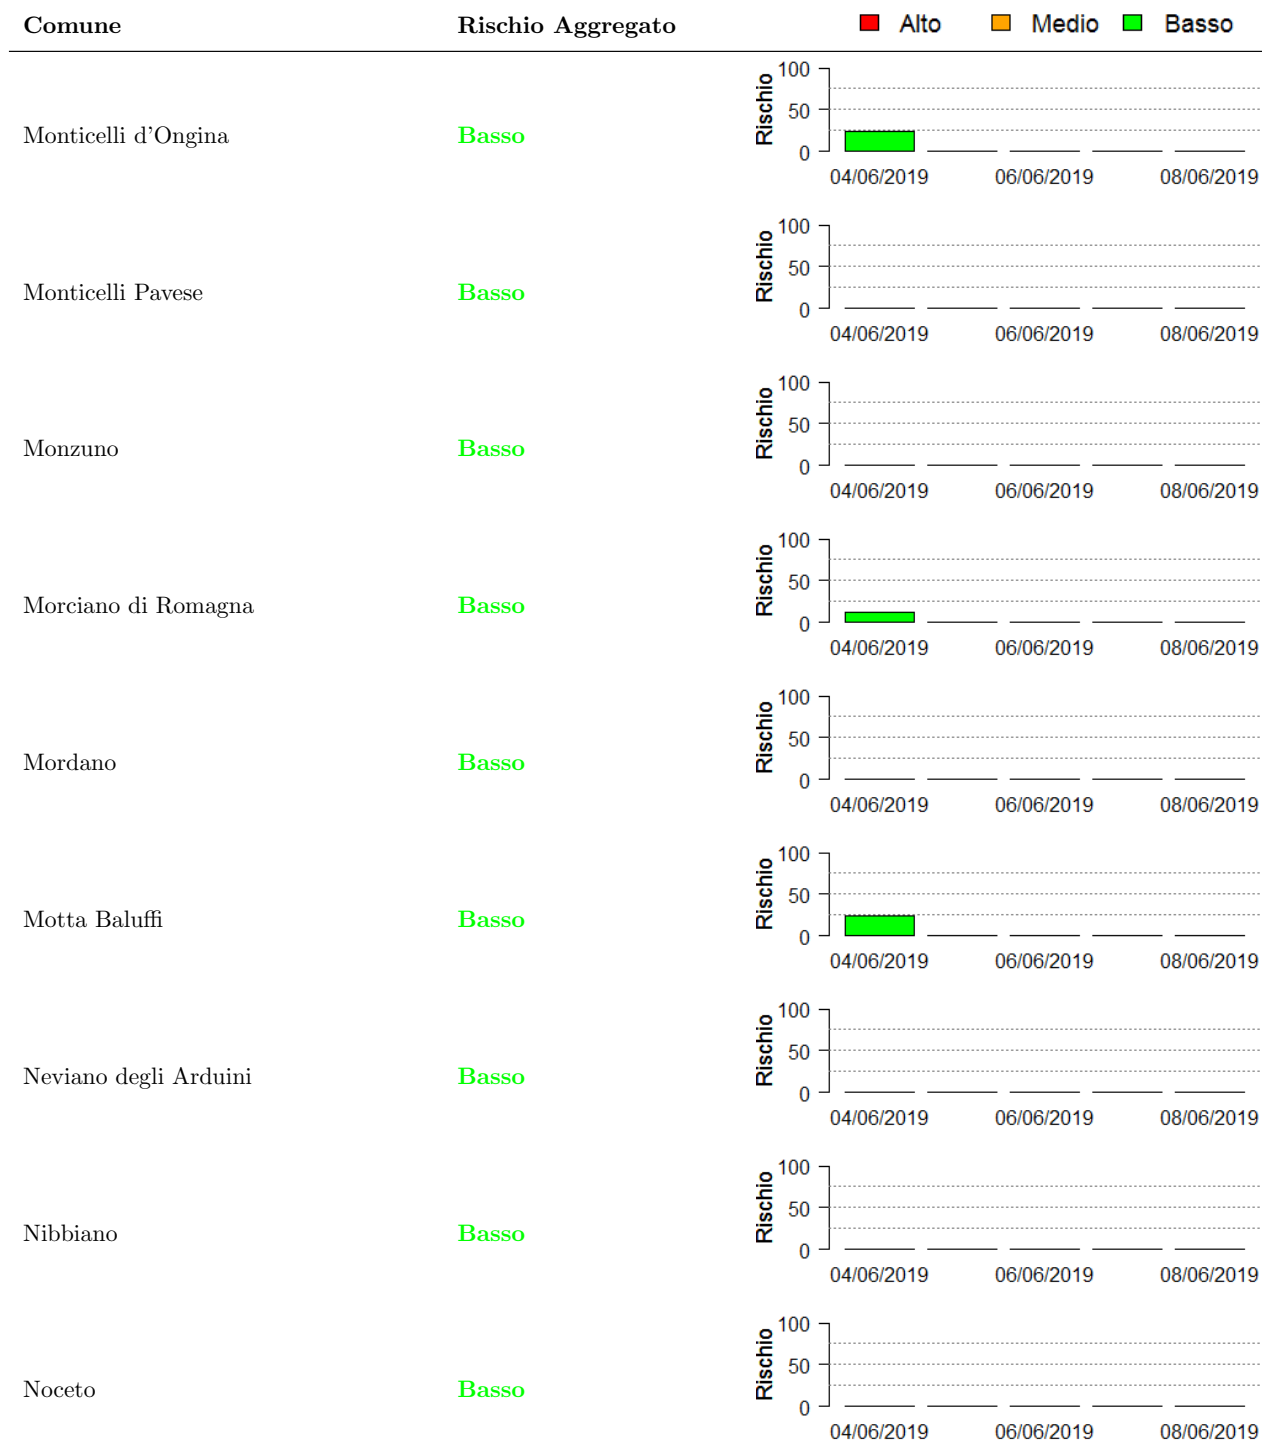 Comune Rischio Aggregato Alto Medio Basso
Monticelli d'Ongina Basso
Rischio
100
50
0
04/06/2019 06/06/2019 08/06/2019
Monticelli Pavese Basso
Rischio
100
50
0
04/06/2019 06/06/2019 08/06/2019
Monzuno Basso
Rischio
100
50
0
04/06/2019 06/06/2019 08/06/2019
Morciano di Romagna Basso
Rischio
100
50
0
04/06/2019 06/06/2019 08/06/2019
Mordano Basso
Rischio
100
50
0
04/06/2019 06/06/2019 08/06/2019
Motta Baluffi Basso
Rischio
100
50
0
04/06/2019 06/06/2019 08/06/2019
Neviano degli Arduini Basso
Rischio
100
50
0
04/06/2019 06/06/2019 08/06/2019
Nibbiano Basso
Rischio
100
50
0
04/06/2019 06/06/2019 08/06/2019
Noceto Basso
Rischio
100
50
0
04/06/2019 06/06/2019 08/06/2019